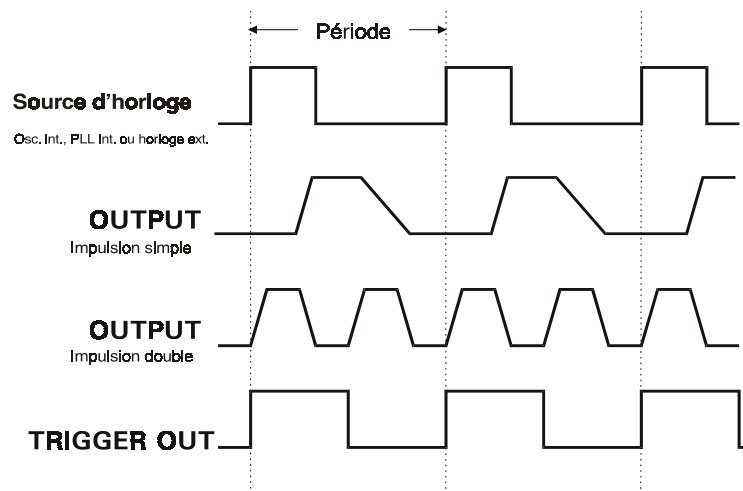 Période
Source d'horloge
Osc. Int., PLL Int. ou horloge ext.
OUTPUT
Impulsion simple
OUTPUT
Impulsion double
TRIGGER OUT